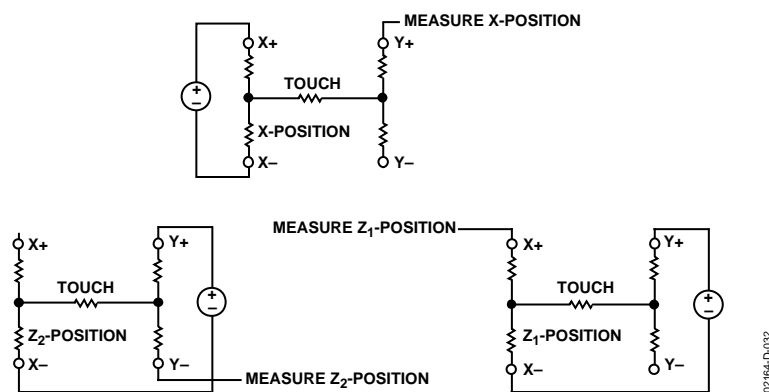 MEASURE X-POSITION
X+
Y+
TOUCH
+
–
X-POSITION
X–
Y–
MEASURE Z₁-POSITION
X+
Y+
TOUCH
+
–
Z₂-POSITION
X–
Y–
MEASURE Z₂-POSITION
X+
Y+
TOUCH
+
–
Z₁-POSITION
X–
Y–
02164-D-032